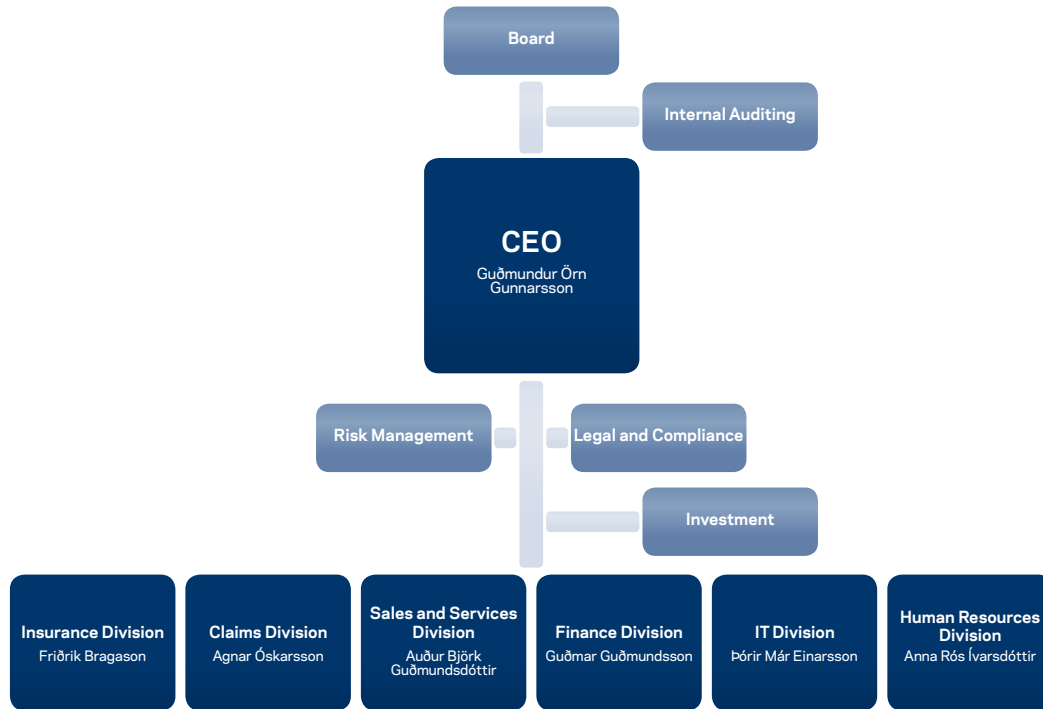 Board
Internal Auditing
CEO
Guðmundur Örn
Gunnarsson
Risk Management
Legal and Compliance
Investment
Insurance Division
Friðrik Bragason
Claims Division
Agnar Óskarsson
Sales and Services
Division
Auður Björk
Guðmundsdóttir
Finance Division
Guðmar Guðmundsson
IT Division
Þórir Már Einarsson
Human Resources
Division
Anna Rós Ívarsdóttir